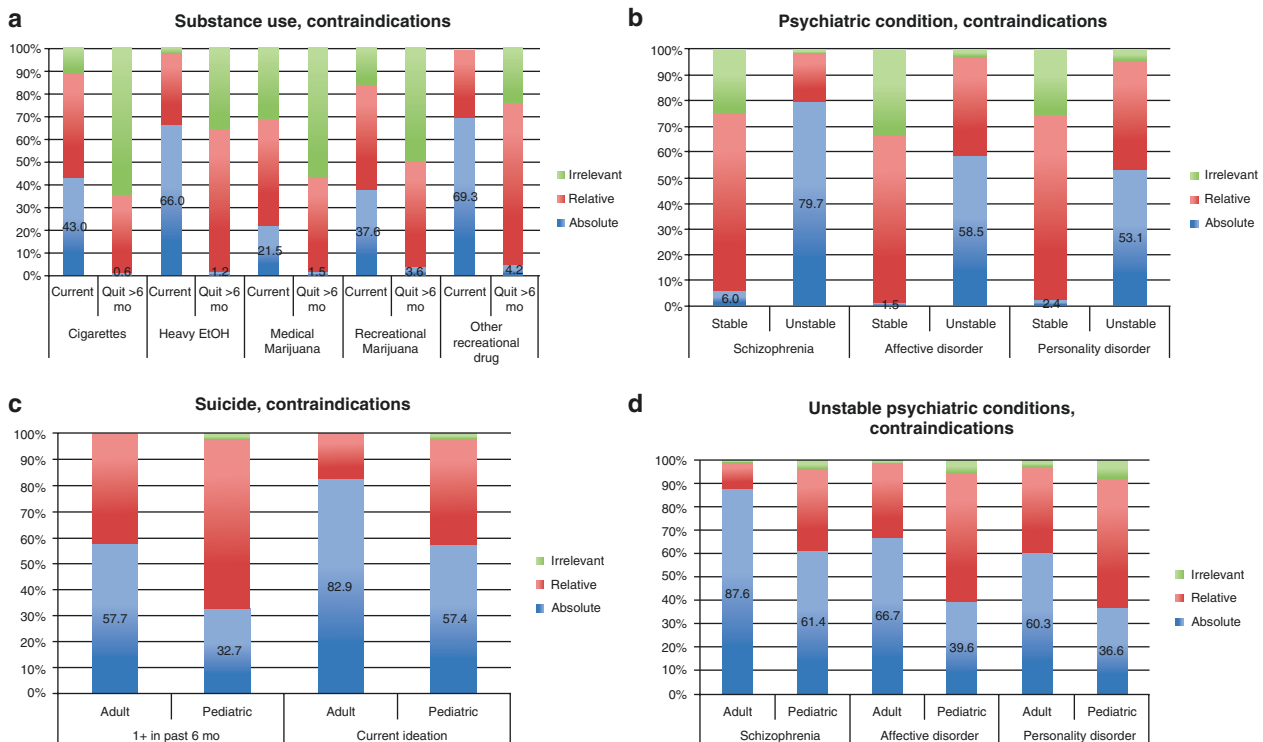 a
Substance use, contraindications
100%
90%
80%
70%
60%
50%
40%
30%
20%
10%
0%
43.0
0.6
66.0
1.2
21.5
1.5
37.6
3.6
69.3
4.2
Irrelevant
Relative
Absolute
Current Quit >6 mo Current Quit >6 mo Current Quit >6 mo Current Quit >6 mo Current Quit >6 mo
Cigarettes Heavy EtOH Medical Marijuana Recreational Marijuana Other recreational drug
b
Psychiatric condition, contraindications
100%
90%
80%
70%
60%
50%
40%
30%
20%
10%
0%
6.0
79.7
1.5
58.5
2.4
53.1
Irrelevant
Relative
Absolute
Stable Unstable Stable Unstable Stable Unstable
Schizophrenia Affective disorder Personality disorder
c
Suicide, contraindications
100%
90%
80%
70%
60%
50%
40%
30%
20%
10%
0%
57.7
32.7
82.9
57.4
Irrelevant
Relative
Absolute
Adult Pediatric Adult Pediatric
1+ in past 6 mo Current ideation
d
Unstable psychiatric conditions,
contraindications
100%
90%
80%
70%
60%
50%
40%
30%
20%
10%
0%
87.6
61.4
66.7
39.6
60.3
36.6
Irrelevant
Relative
Absolute
Adult Pediatric Adult Pediatric Adult Pediatric
Schizophrenia Affective disorder Personality disorder